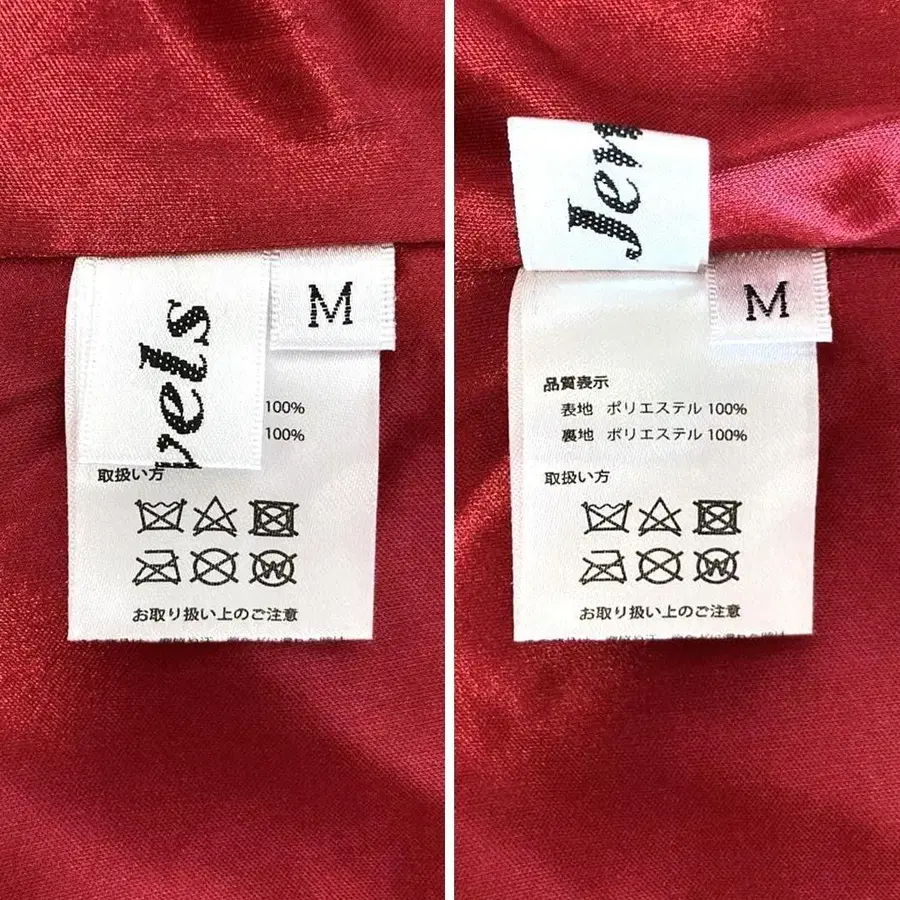 vels
M
100%
100%
取扱い方
お取り扱い上のご注意
Jen
M
品質表示
表地 ポリエステル 100%
裏地 ポリエステル 100%
取扱い方
お取り扱い上のご注意